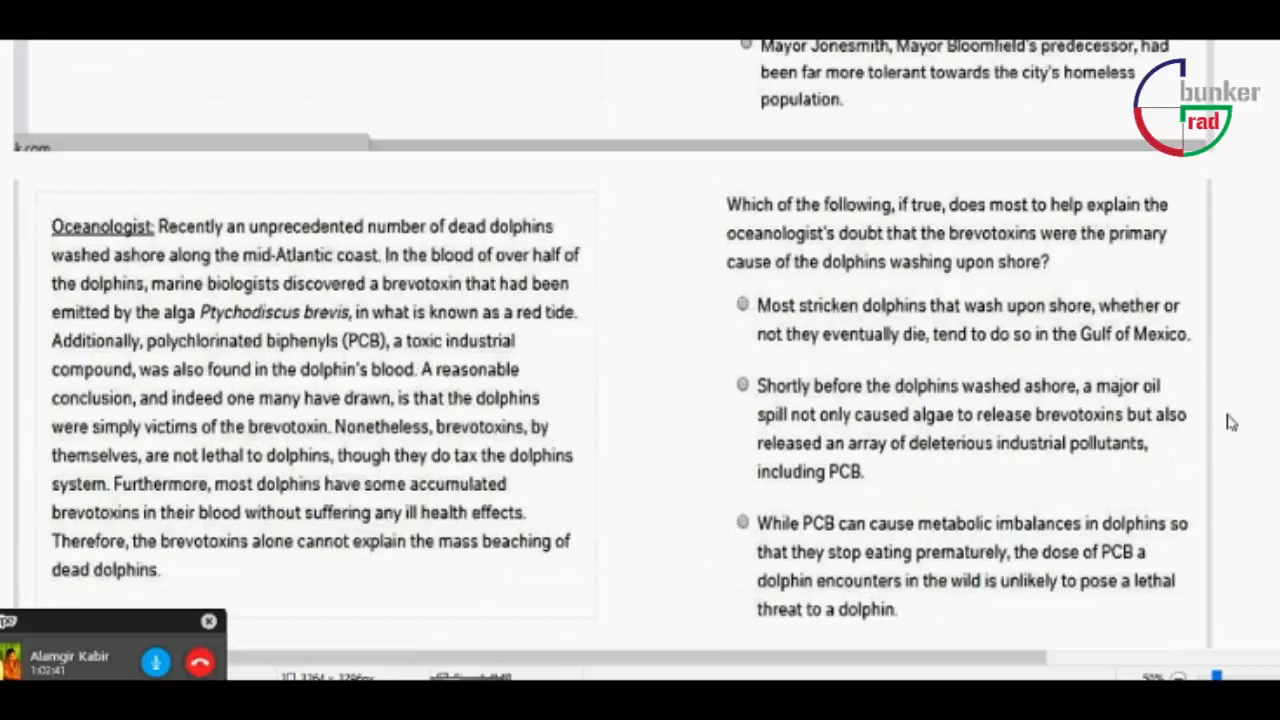 Mayor Jonesmith, Mayor Bloomfield's predecessor, had
been far more tolerant towards the city's homeless
population.
bunker
rad
k.com
Oceanologist: Recently an unprecedented number of dead dolphins
washed ashore along the mid-Atlantic coast. In the blood of over half of
the dolphins, marine biologists discovered a brevotoxin that had been
emitted by the alga Ptychodiscus brevis, in what is known as a red tide.
Additionally, polychlorinated biphenyls (PCB), a toxic industrial
compound, was also found in the dolphin's blood. A reasonable
conclusion, and indeed one many have drawn, is that the dolphins
were simply victims of the brevotoxin. Nonetheless, brevotoxins, by
themselves, are not lethal to dolphins, though they do tax the dolphins
system. Furthermore, most dolphins have some accumulated
brevotoxins in their blood without suffering any ill health effects.
Therefore, the brevotoxins alone cannot explain the mass beaching of
dead dolphins.
Which of the following, if true, does most to help explain the
oceanologist's doubt that the brevotoxins were the primary
cause of the dolphins washing upon shore?
Most stricken dolphins that wash upon shore, whether or
not they eventually die, tend to do so in the Gulf of Mexico.
Shortly before the dolphins washed ashore, a major oil
spill not only caused algae to release brevotoxins but also
released an array of deleterious industrial pollutants,
including PCB.
While PCB can cause metabolic imbalances in dolphins so
that they stop eating prematurely, the dose of PCB a
dolphin encounters in the wild is unlikely to pose a lethal
threat to a dolphin.
Alamgir Kabir
1:02:41
50%